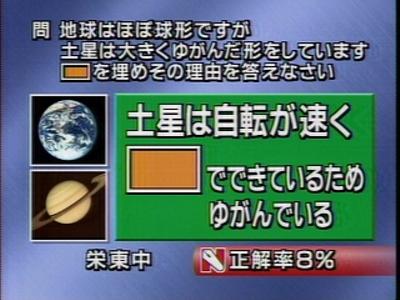 問 地球はほぼ球形ですが
土星は大きくゆがんだ形をしています
を埋めその理由を答えなさい
土星は自転が速く
でできているため
ゆがんでいる
栄東中
N 正解率8%